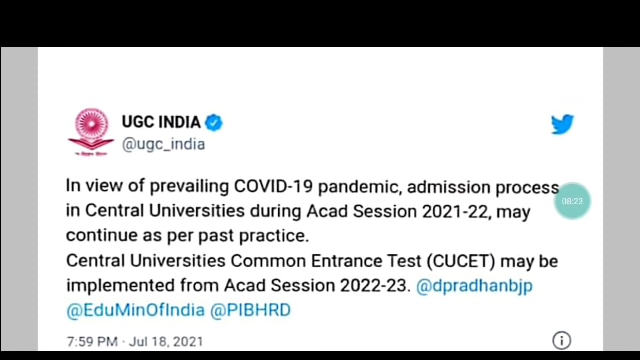 UGC INDIA
@ugc_india
In view of prevailing COVID-19 pandemic, admission process
in Central Universities during Acad Session 2021-22, may
continue as per past practice.
Central Universities Common Entrance Test (CUCET) may be
implemented from Acad Session 2022-23. @dpradhanbjp
@EduMinOfIndia @PIBHRD
7:59 PM · Jul 18, 2021
08:23